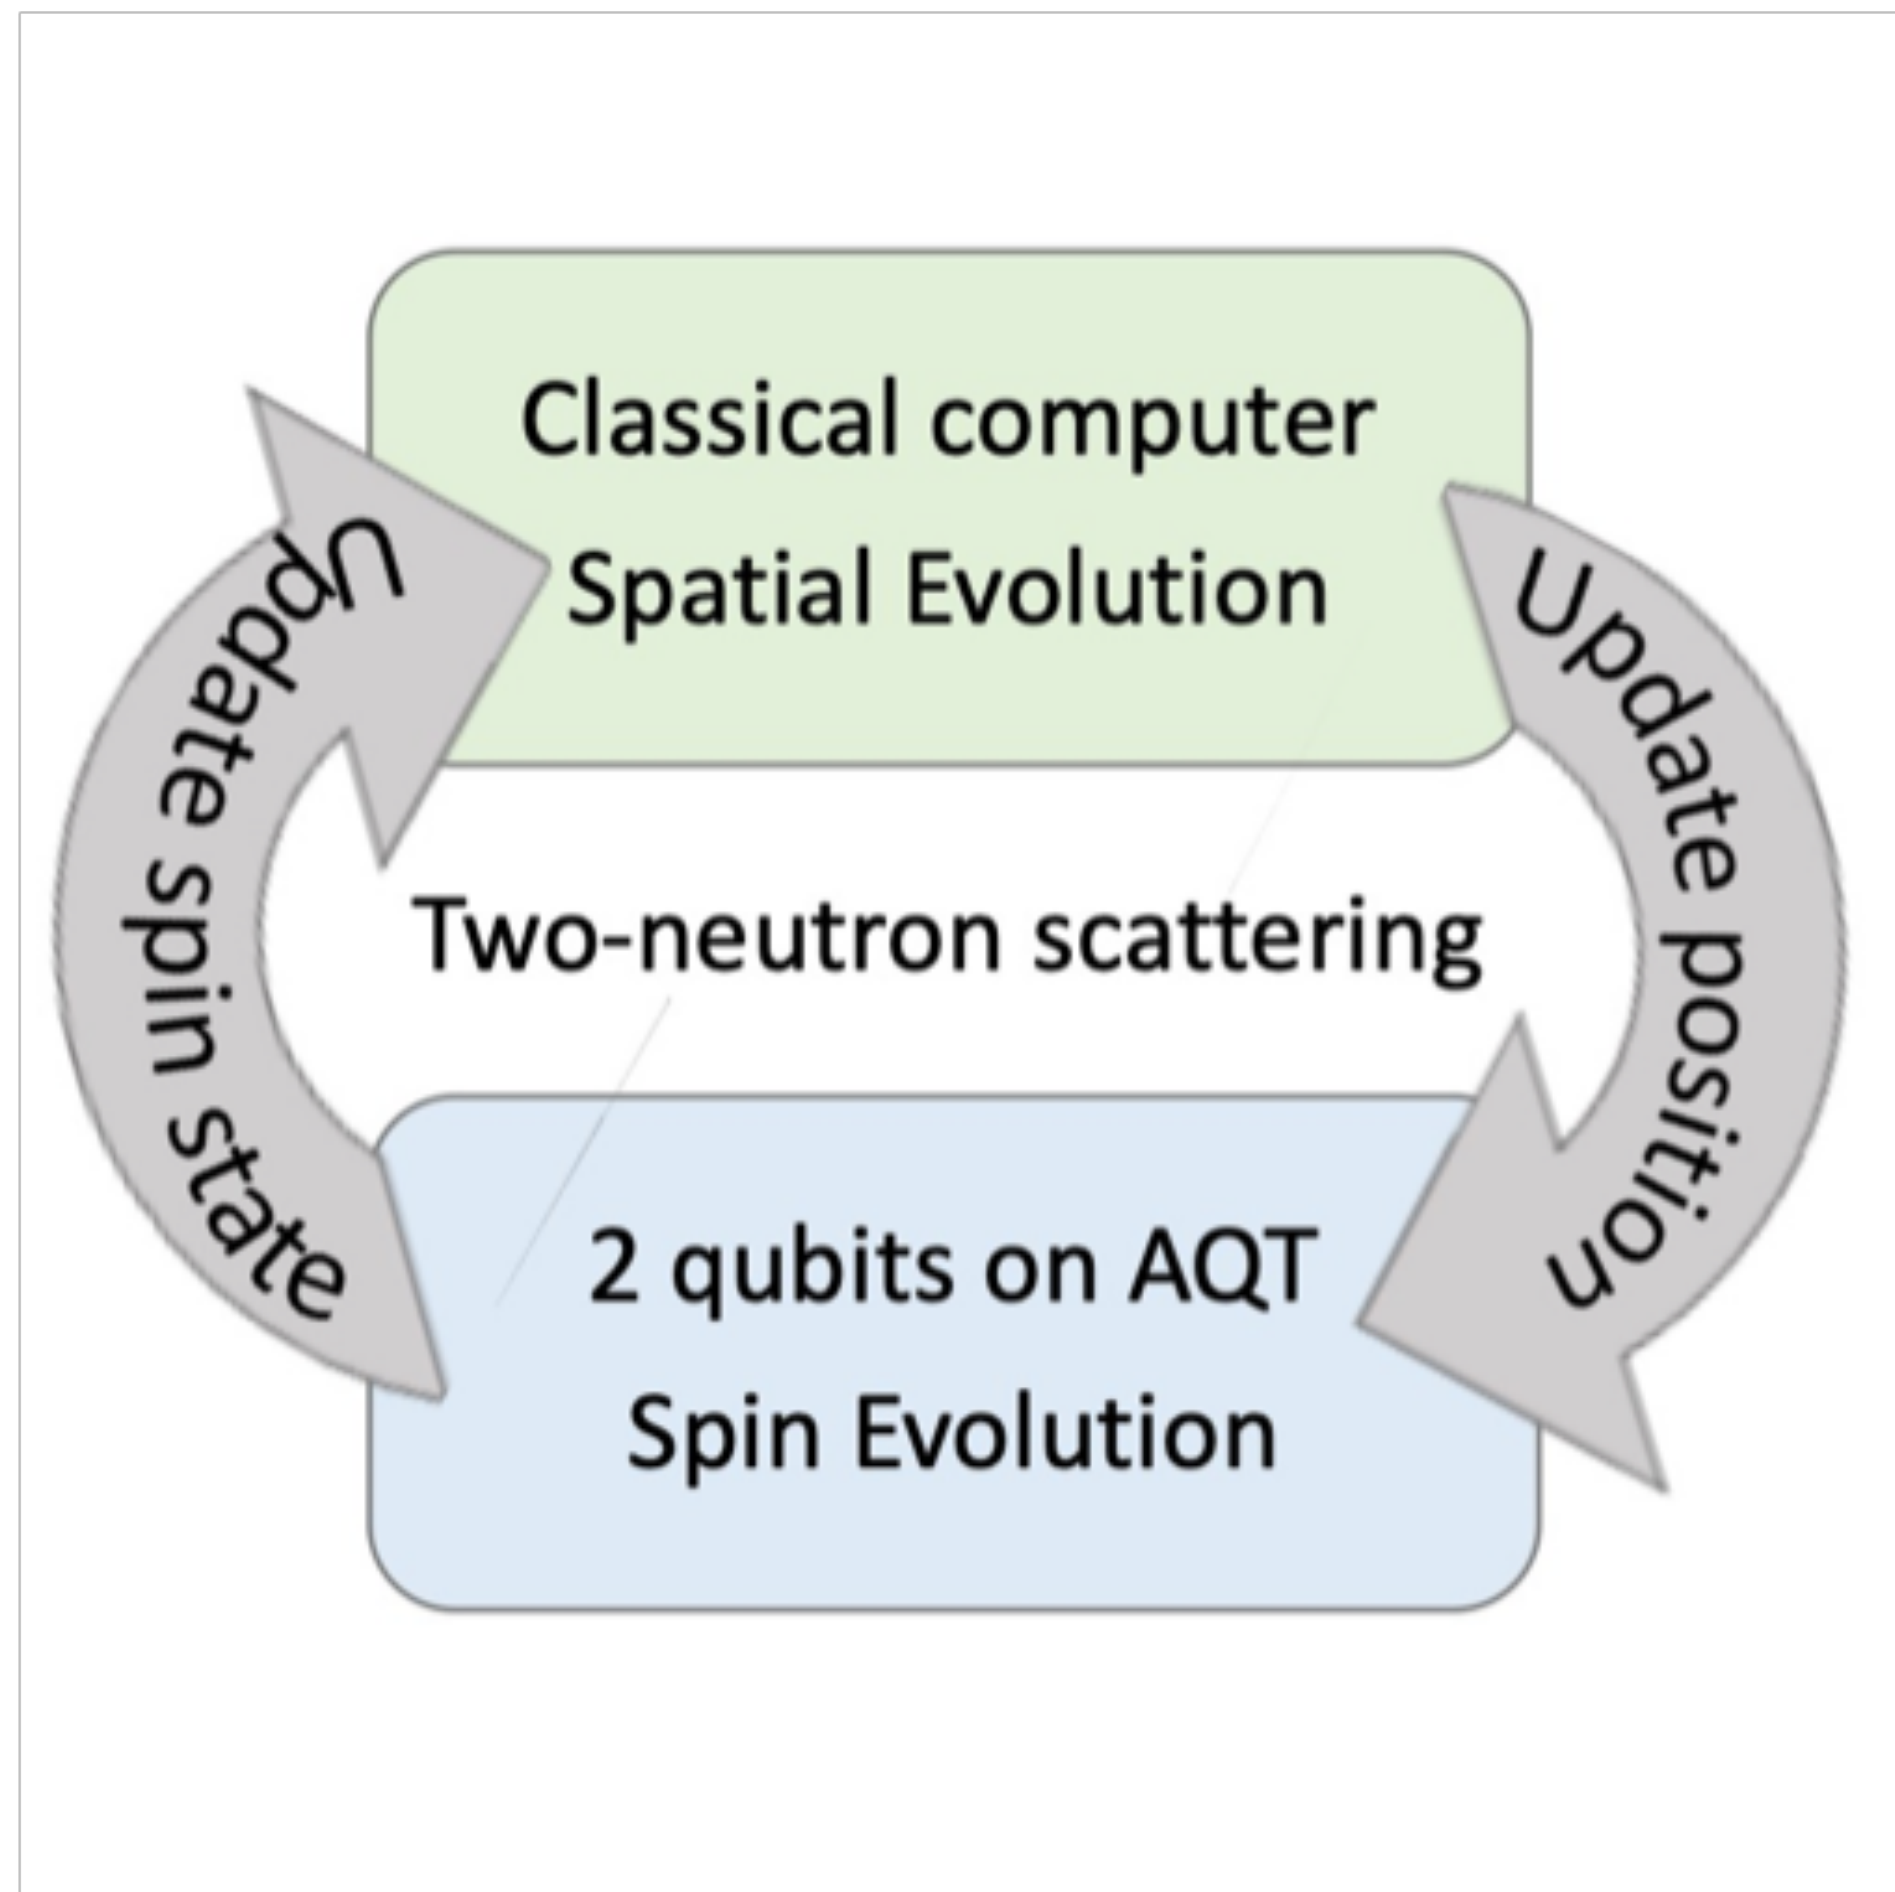 Classical computer
Spatial Evolution
Update spin state
Update position
Two-neutron scattering
2 qubits on AQT
Spin Evolution